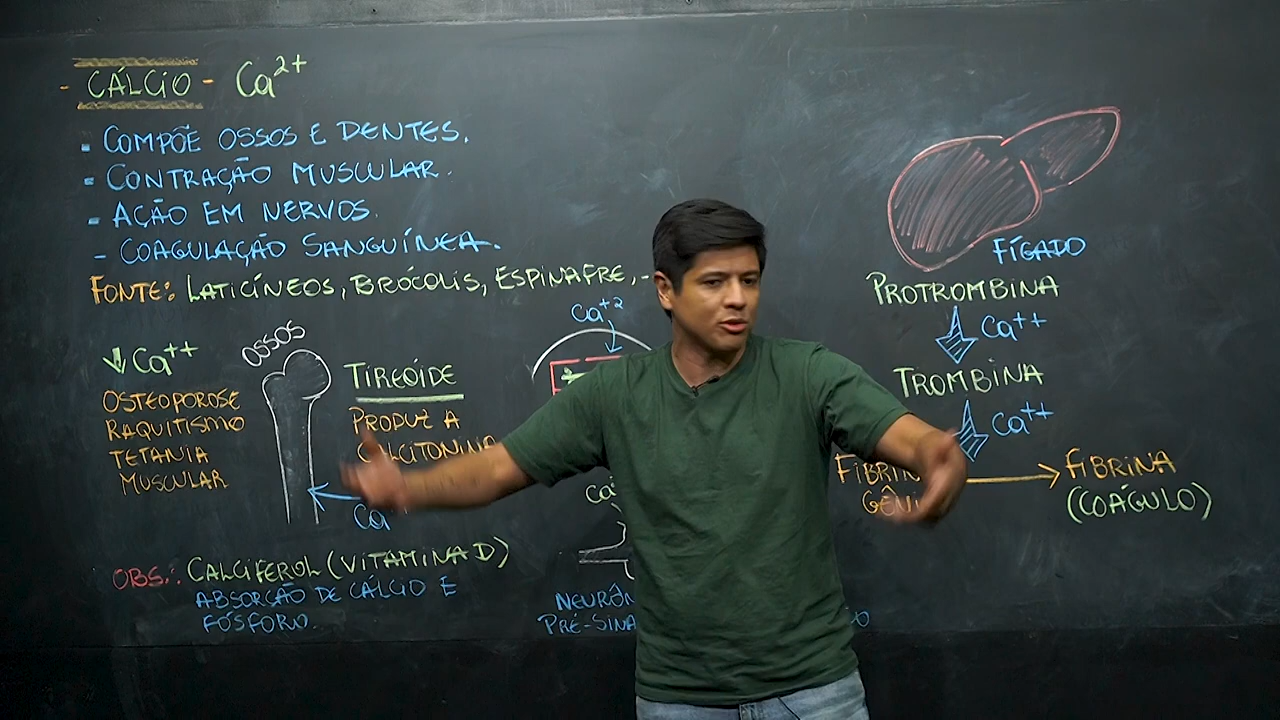 - CÁLCIO - Ca2+
- COMPÕE OSSOS E DENTES.
- CONTRAÇÃO MUSCULAR.
- AÇÃO EM NERVOS.
- COAGULAÇÃO SANGUÍNEA.
FONTE: LATICÍNEOS, BRÓCOLIS, ESPINAFRE, -
↓ Ca++
OSTEOPOROSE
RAQUITISMO
TETANIA
MUSCULAR
OSSOS
TIREÓIDE
PRODUZ A
CALCITONINA
Ca
OBS.: CALCIFEROL (VITAMINA D)
ABSORÇÃO DE CÁLCIO E
FÓSFORO.
Ca+2
Ca
FÍGADO
PROTROMBINA
Ca++
TROMBINA
Ca++
FIBRINA
(COÁGULO)